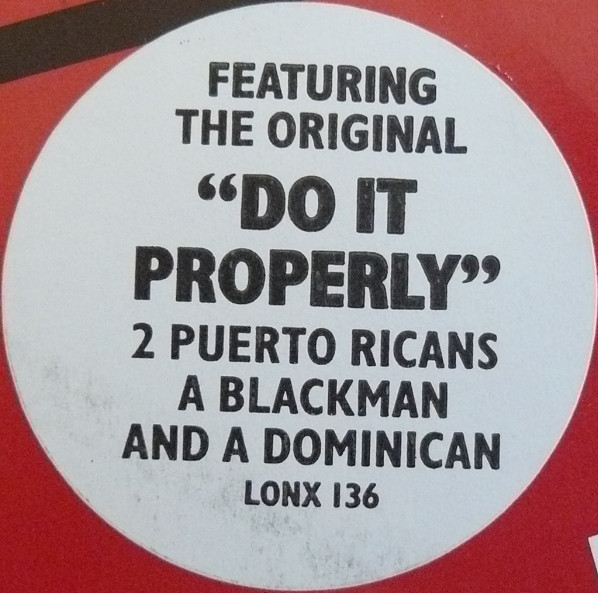 FEATURING
THE ORIGINAL
“DO IT
PROPERLY”
2 PUERTO RICANS
A BLACKMAN
AND A DOMINICAN
LONX 136